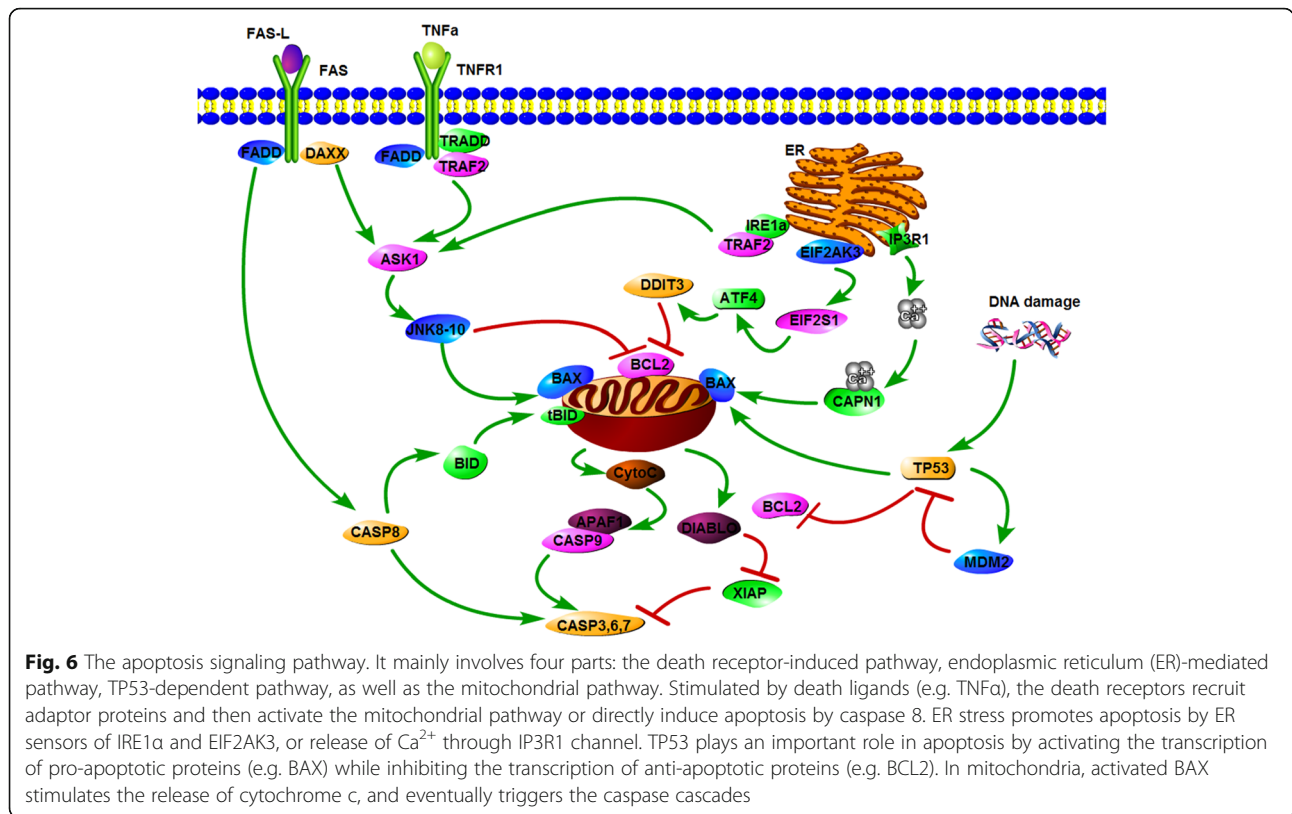 FAS-L
TNFa
FAS
TNFR1
FADD
DAXX
FADD
TRADD
TRAF2
ER
IRE1a
TRAF2
EIF2AK3
IP3R1
ASK1
DDIT3
ATF4
EIF2S1
Ca++
DNA damage
JNK8-10
BCL2
BAX
BAX
Ca++
CAPN1
tBID
BID
CytoC
TP53
BCL2
CASP8
APAF1
CASP9
DIABLO
MDM2
XIAP
CASP3,6,7
Fig. 6 The apoptosis signaling pathway. It mainly involves four parts: the death receptor-induced pathway, endoplasmic reticulum (ER)-mediated
pathway, TP53-dependent pathway, as well as the mitochondrial pathway. Stimulated by death ligands (e.g. TNFα), the death receptors recruit
adaptor proteins and then activate the mitochondrial pathway or directly induce apoptosis by caspase 8. ER stress promotes apoptosis by ER
sensors of IRE1α and EIF2AK3, or release of Ca2+ through IP3R1 channel. TP53 plays an important role in apoptosis by activating the transcription
of pro-apoptotic proteins (e.g. BAX) while inhibiting the transcription of anti-apoptotic proteins (e.g. BCL2). In mitochondria, activated BAX
stimulates the release of cytochrome c, and eventually triggers the caspase cascades